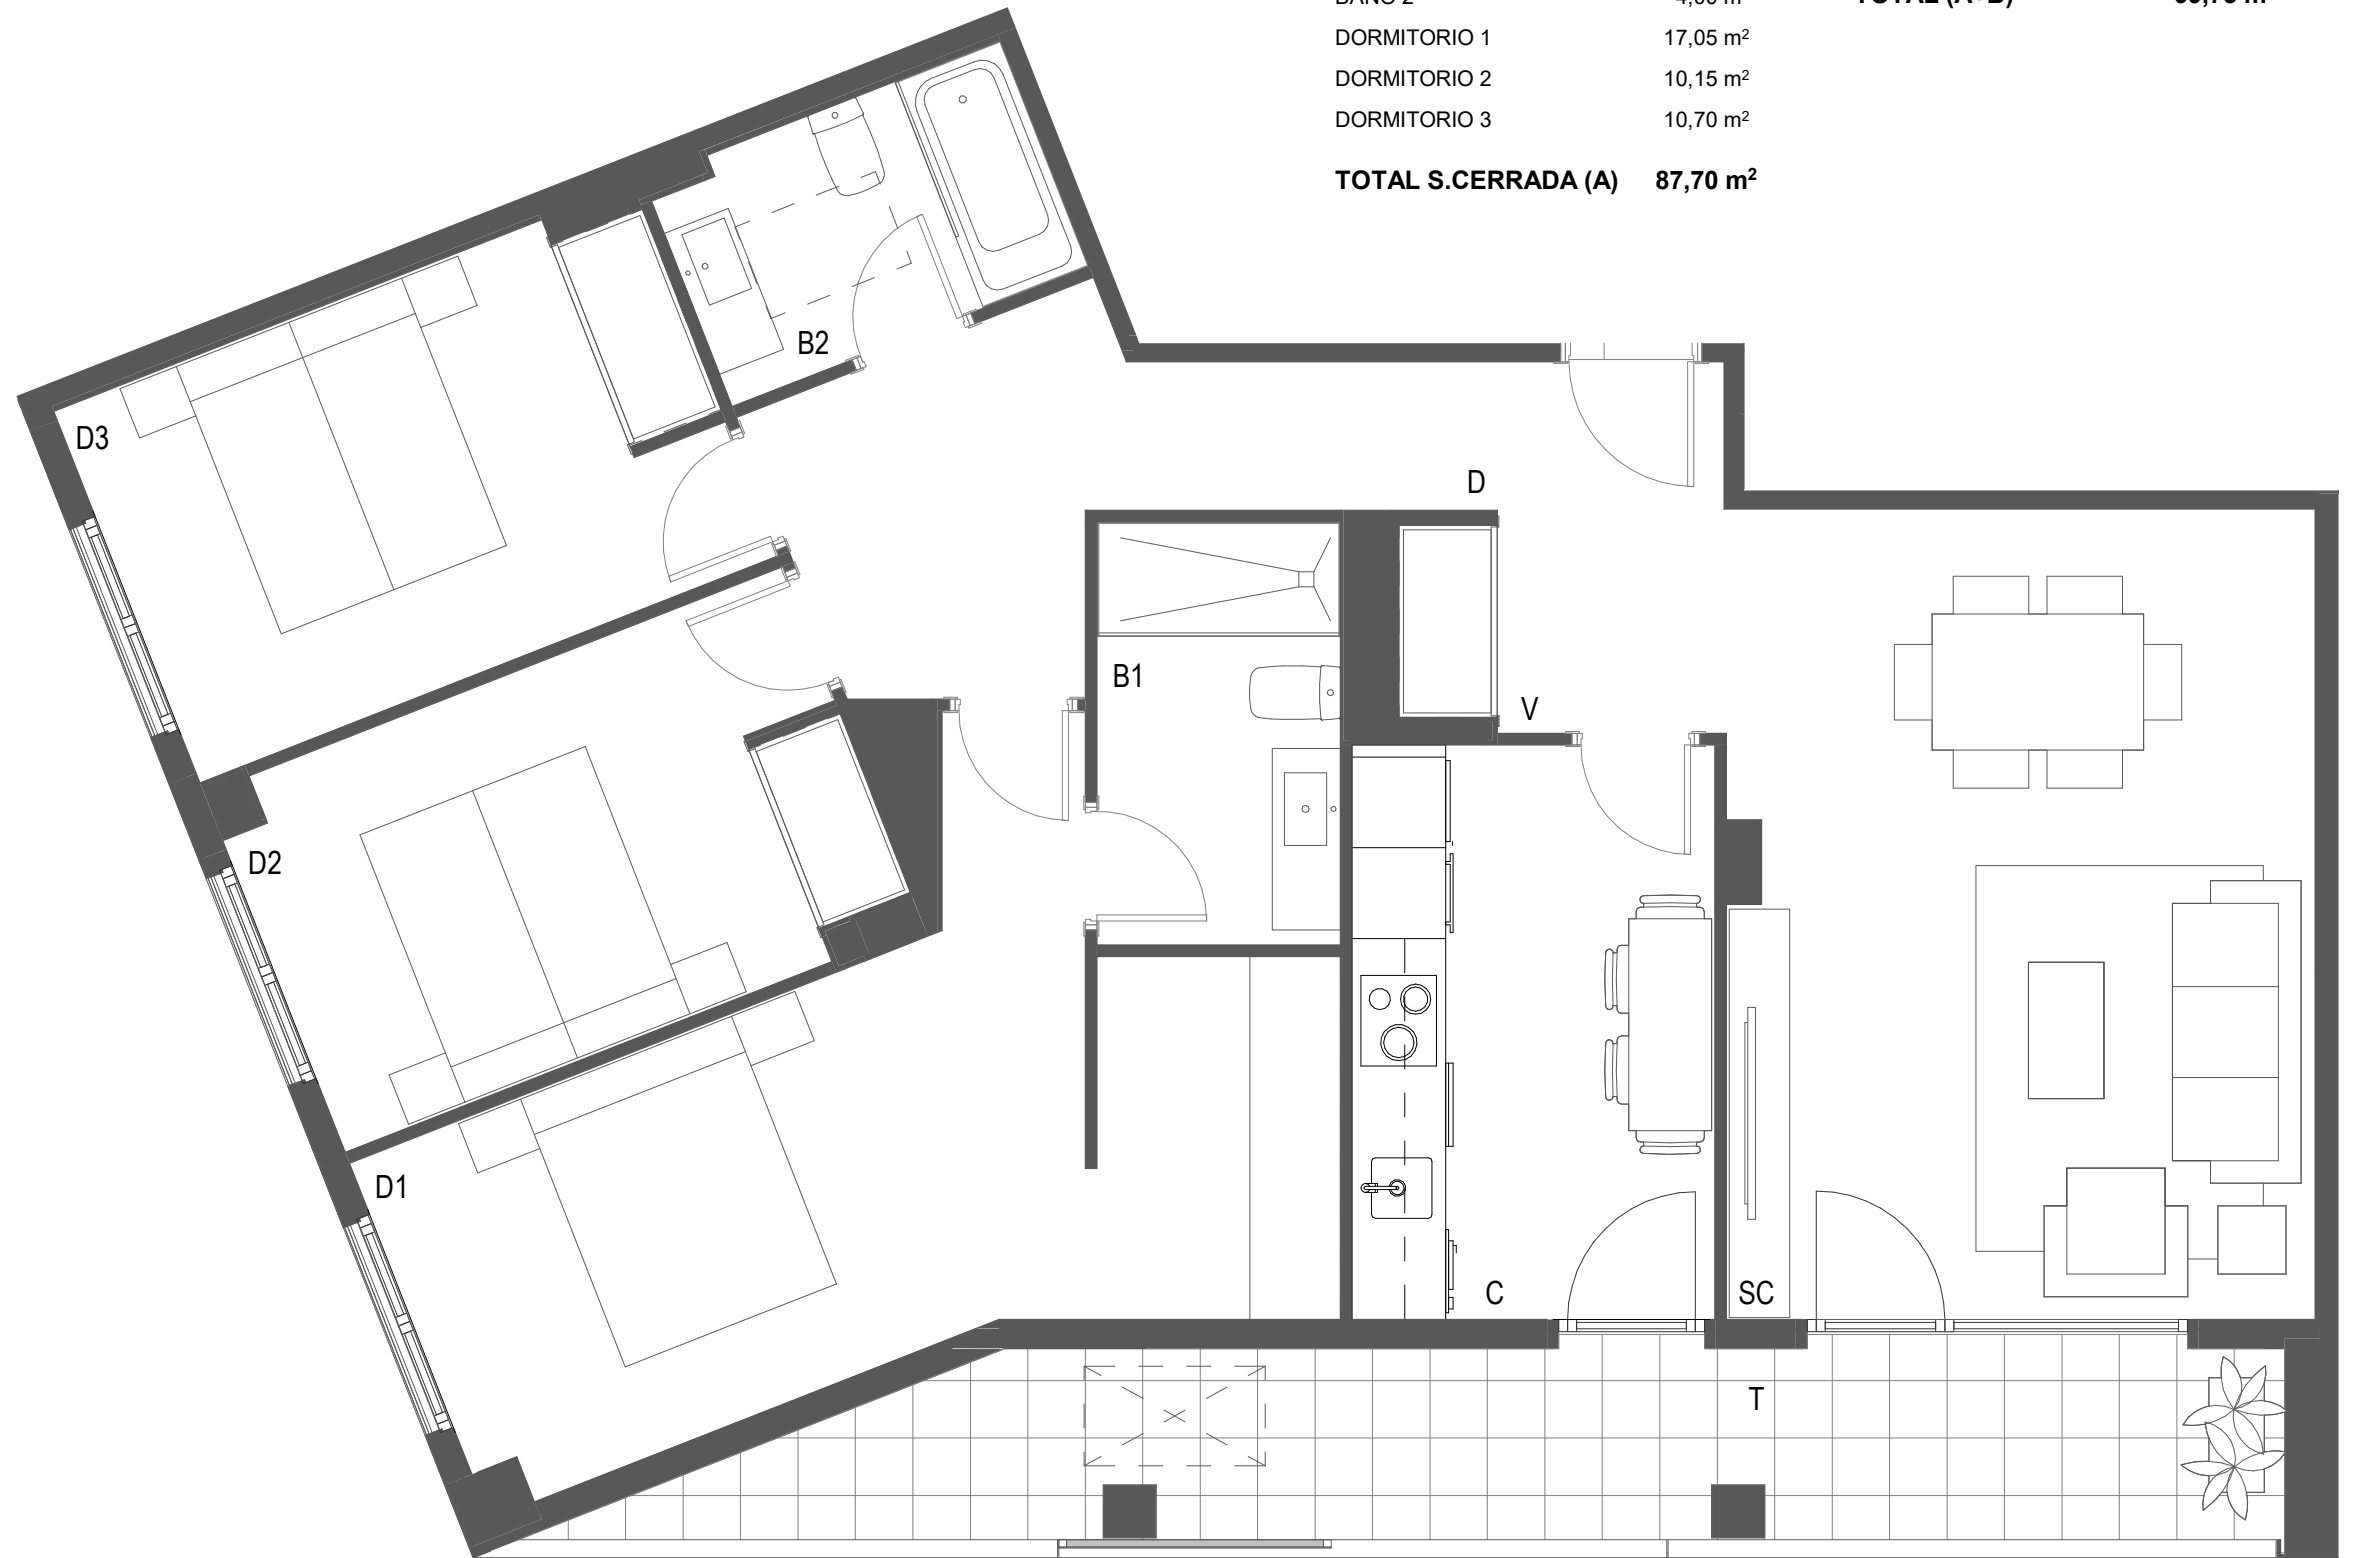 DORMITORIO 1 17,05 m²
DORMITORIO 2 10,15 m²
DORMITORIO 3 10,70 m²
TOTAL S.CERRADA (A) 87,70 m²
B2
D3
D
B1
V
D2
D1
C
SC
T